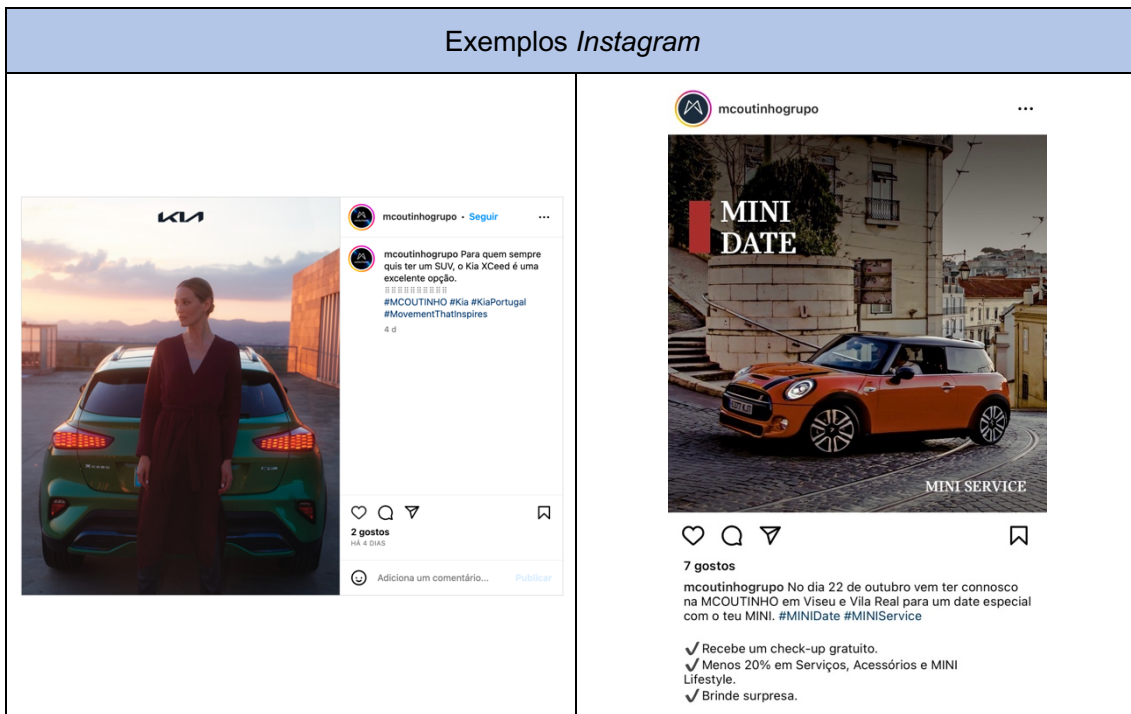 Exemplos Instagram
KIA
mcoutinhogrupo • Seguir
mcoutinhogrupo Para quem sempre
quis ter um SUV, o Kia XCeed é uma
excelente opção.
#MCOUTINHO #Kia #KiaPortugal
#MovementThatInspires
4 d
XCEED
2 gostos
HÁ 4 DIAS
Adiciona um comentário...
Publicar
mcoutinhogrupo
MINI
DATE
MINI SERVICE
7 gostos
mcoutinhogrupo No dia 22 de outubro vem ter connosco
na MCOUTINHO em Viseu e Vila Real para um date especial
com o teu MINI. #MINIDate #MINIService
✓ Recebe um check-up gratuito.
✓ Menos 20% em Serviços, Acessórios e MINI
Lifestyle.
✓ Brinde surpresa.